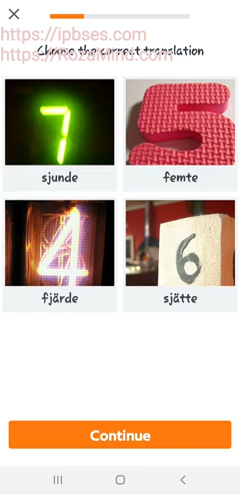 https://ipbses.com
Choose the correct translation
https://RozaMind.com
7
5
sjunde
femte
4
6
fjärde
sjätte
Continue